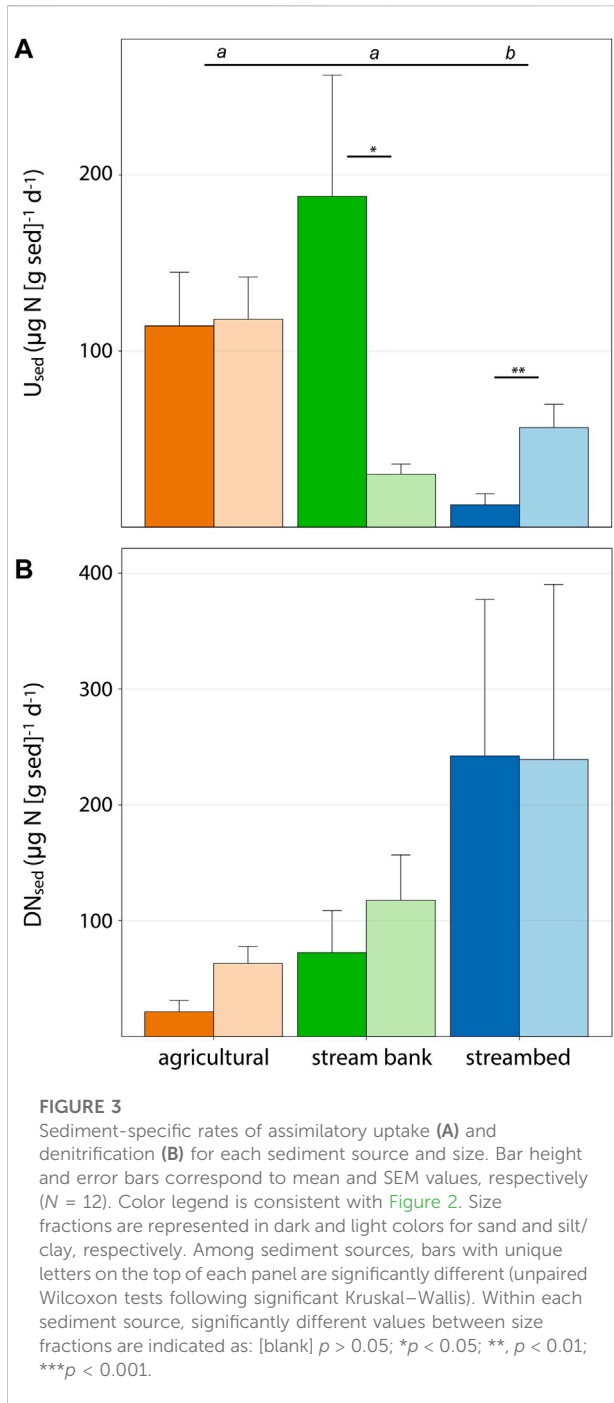 A
a a b
*
**
200
100
U sed (µg N [g sed]-1 d-1)
B
400
300
200
100
DN sed (µg N [g sed]-1 d-1)
agricultural stream bank streambed
FIGURE 3
Sediment-specific rates of assimilatory uptake (A) and
denitrification (B) for each sediment source and size. Bar height
and error bars correspond to mean and SEM values, respectively
(N = 12). Color legend is consistent with Figure 2. Size
fractions are represented in dark and light colors for sand and silt/
clay, respectively. Among sediment sources, bars with unique
letters on the top of each panel are significantly different (unpaired
Wilcoxon tests following significant Kruskal–Wallis). Within each
sediment source, significantly different values between size
fractions are indicated as: [blank] p > 0.05; *p < 0.05; **, p < 0.01;
***p < 0.001.